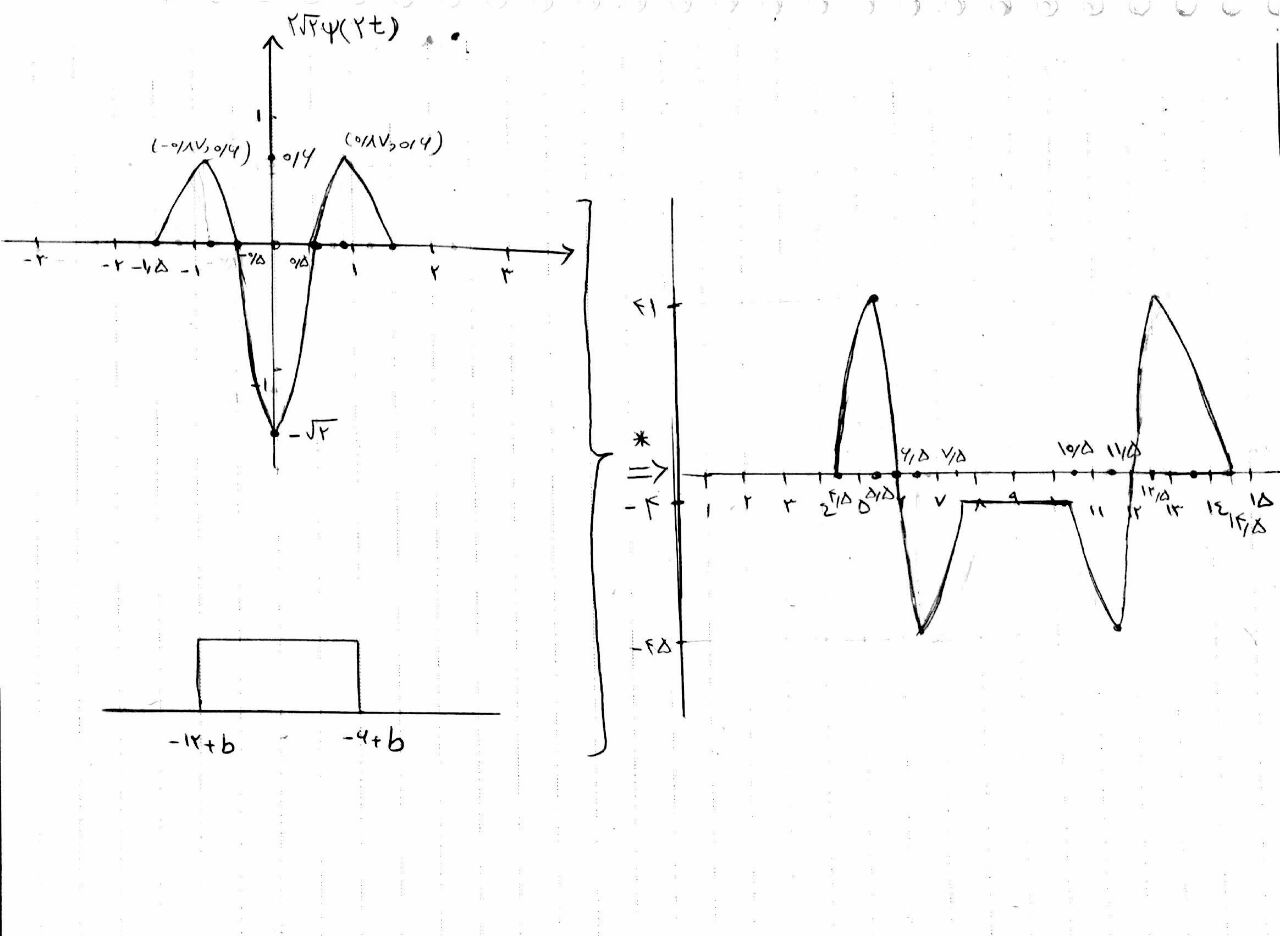 ۲√۲ψ(۲t)
۱
(-۰/۸۷, ۰/۶)
۰/۶
(۰/۸۷, ۰/۶)
-۳ -۲ -۱/۵ -۱ -۰/۵ ۰/۵ ۱ ۲ ۳
-۱
-√۲
-۱۲+b
-۶+b
*
⇒
۴۱
-۴
-۴۵
۶/۵ ۷/۵ ۱۰/۵ ۱۱/۵
۱ ۲ ۳ ۴ ۴/۵ ۵ ۵/۵ ۷ ۸ ۹ ۱۱ ۱۲ ۱۲/۵ ۱۳ ۱۴ ۱۴/۵ ۱۵